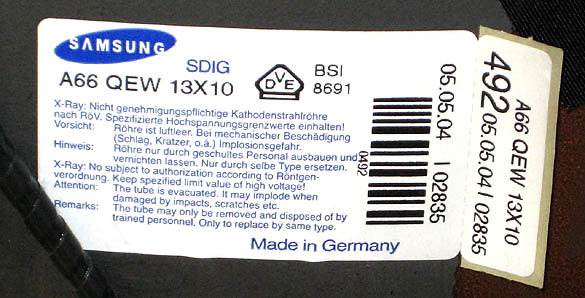 SAMSUNG
SDIG
A66 QEW 13X10
DVE
BSI
8691
X-Ray: Nicht genehmigungspflichtige Kathodenstrahlröhre
nach RöV. Spezifizierte Hochspannungsgrenzwerte einhalten!
Vorsicht: Röhre ist luftleer. Bei mechanischer Beschädigung
(Schlag, Kratzer, o.ä.) Implosionsgefahr.
Hinweis: Röhre nur durch geschultes Personal ausbauen und
vernichten lassen. Nur durch selbe Type ersetzen.
X-Ray: No subject to authorization according to Röntgen-
verordnung. Keep specified limit value of high voltage!
Attention: The tube is evacuated. It may implode when
damaged by impacts, scratches etc.
Remarks: The tube may only be removed and disposed of by
trained personnel. Only to replace by same type.
Made in Germany
0492
05.05.04 I 02835
A66 QEW 13X10
492 05.05.04 I 02835